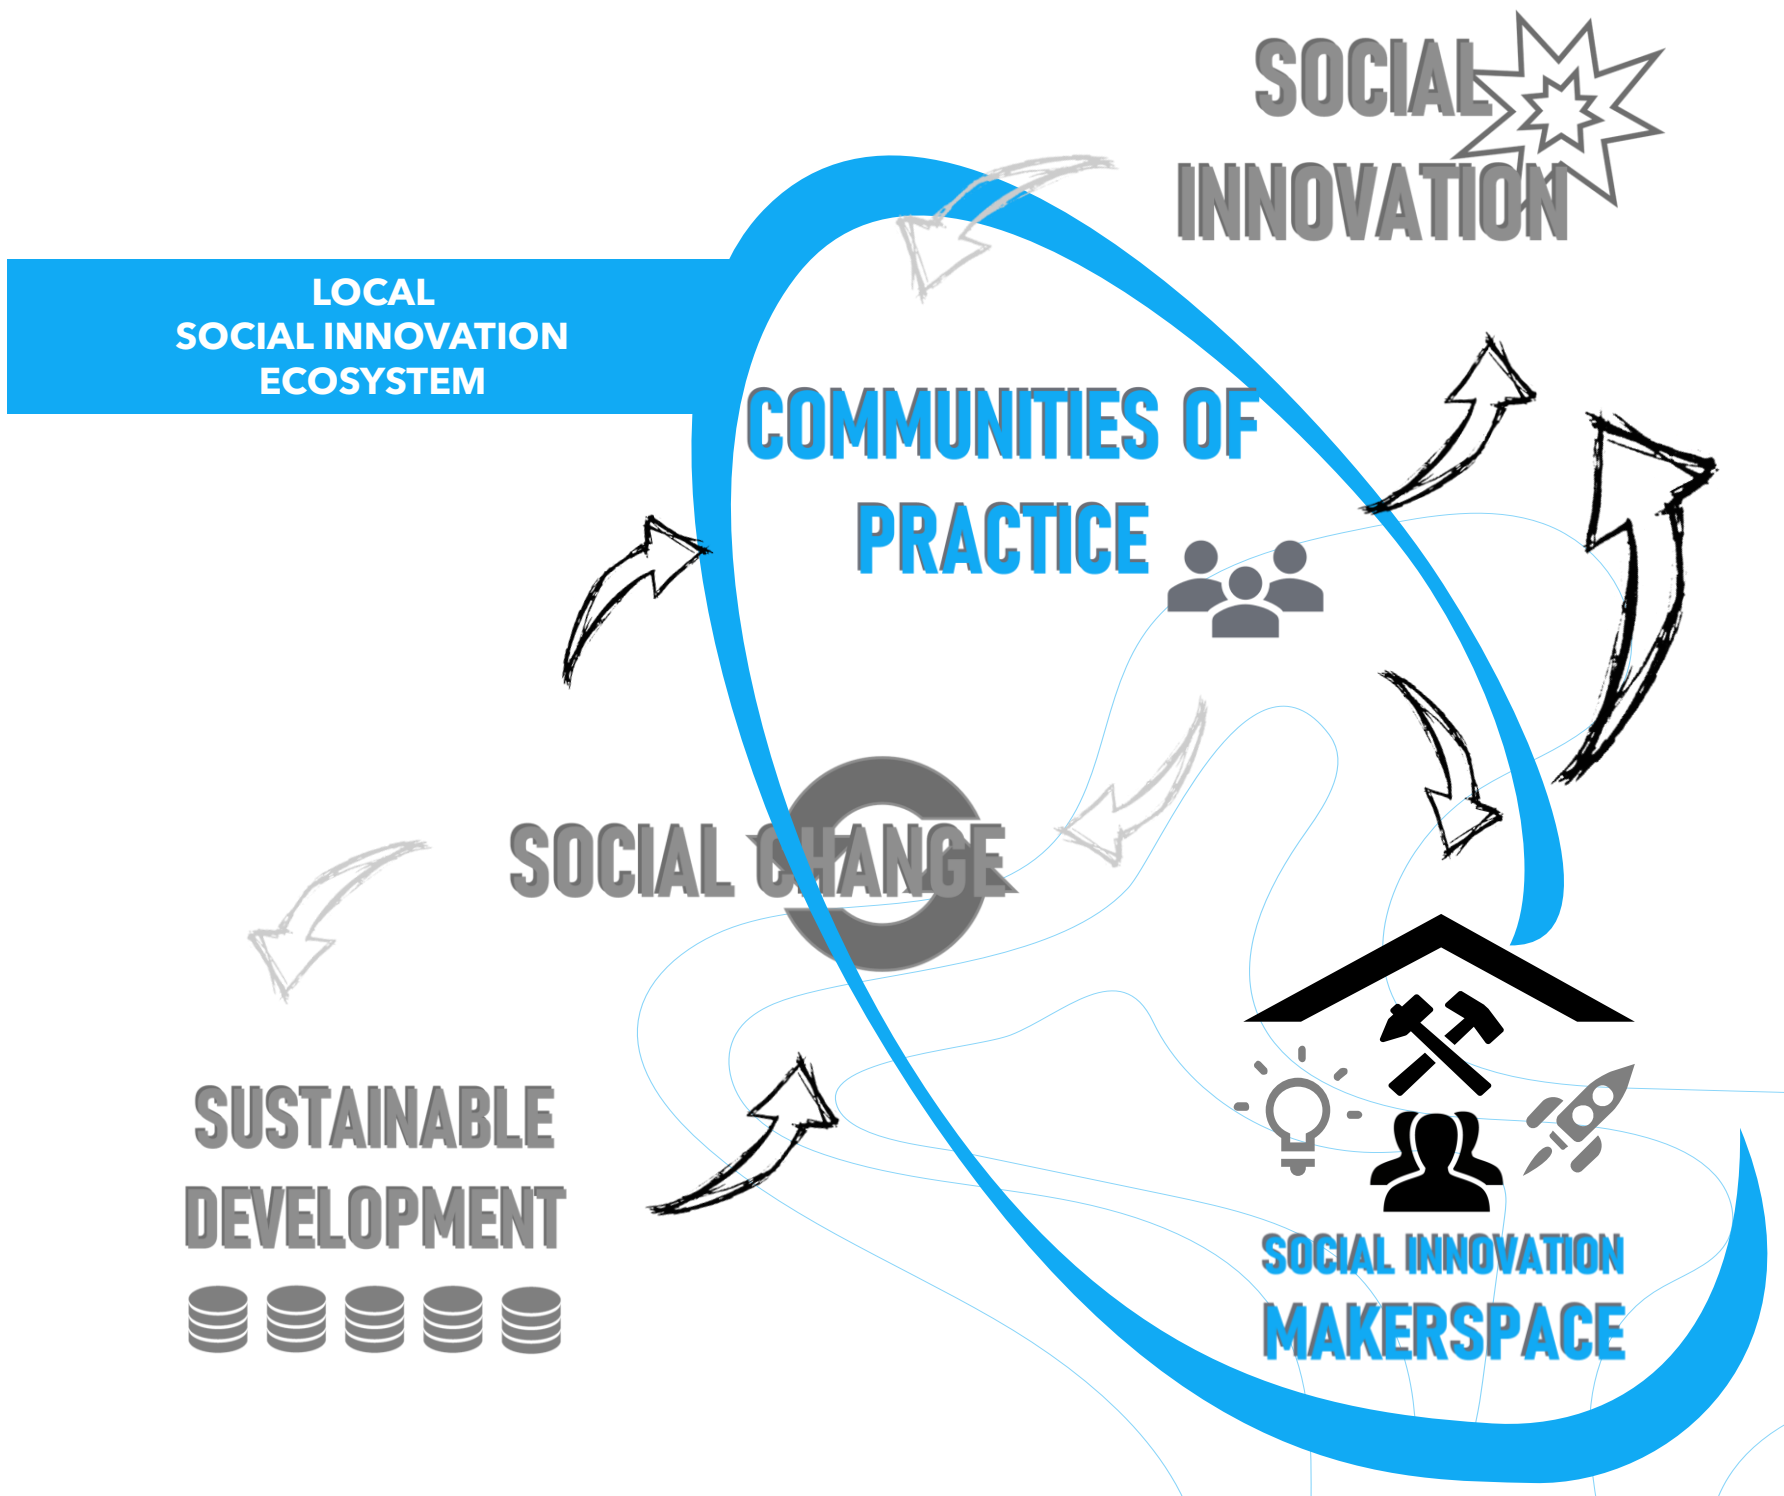 SOCIAL
INNOVATION
LOCAL
SOCIAL INNOVATION
ECOSYSTEM
COMMUNITIES OF
PRACTICE
SOCIAL CHANGE
SUSTAINABLE
DEVELOPMENT
SOCIAL INNOVATION
MAKERSPACE